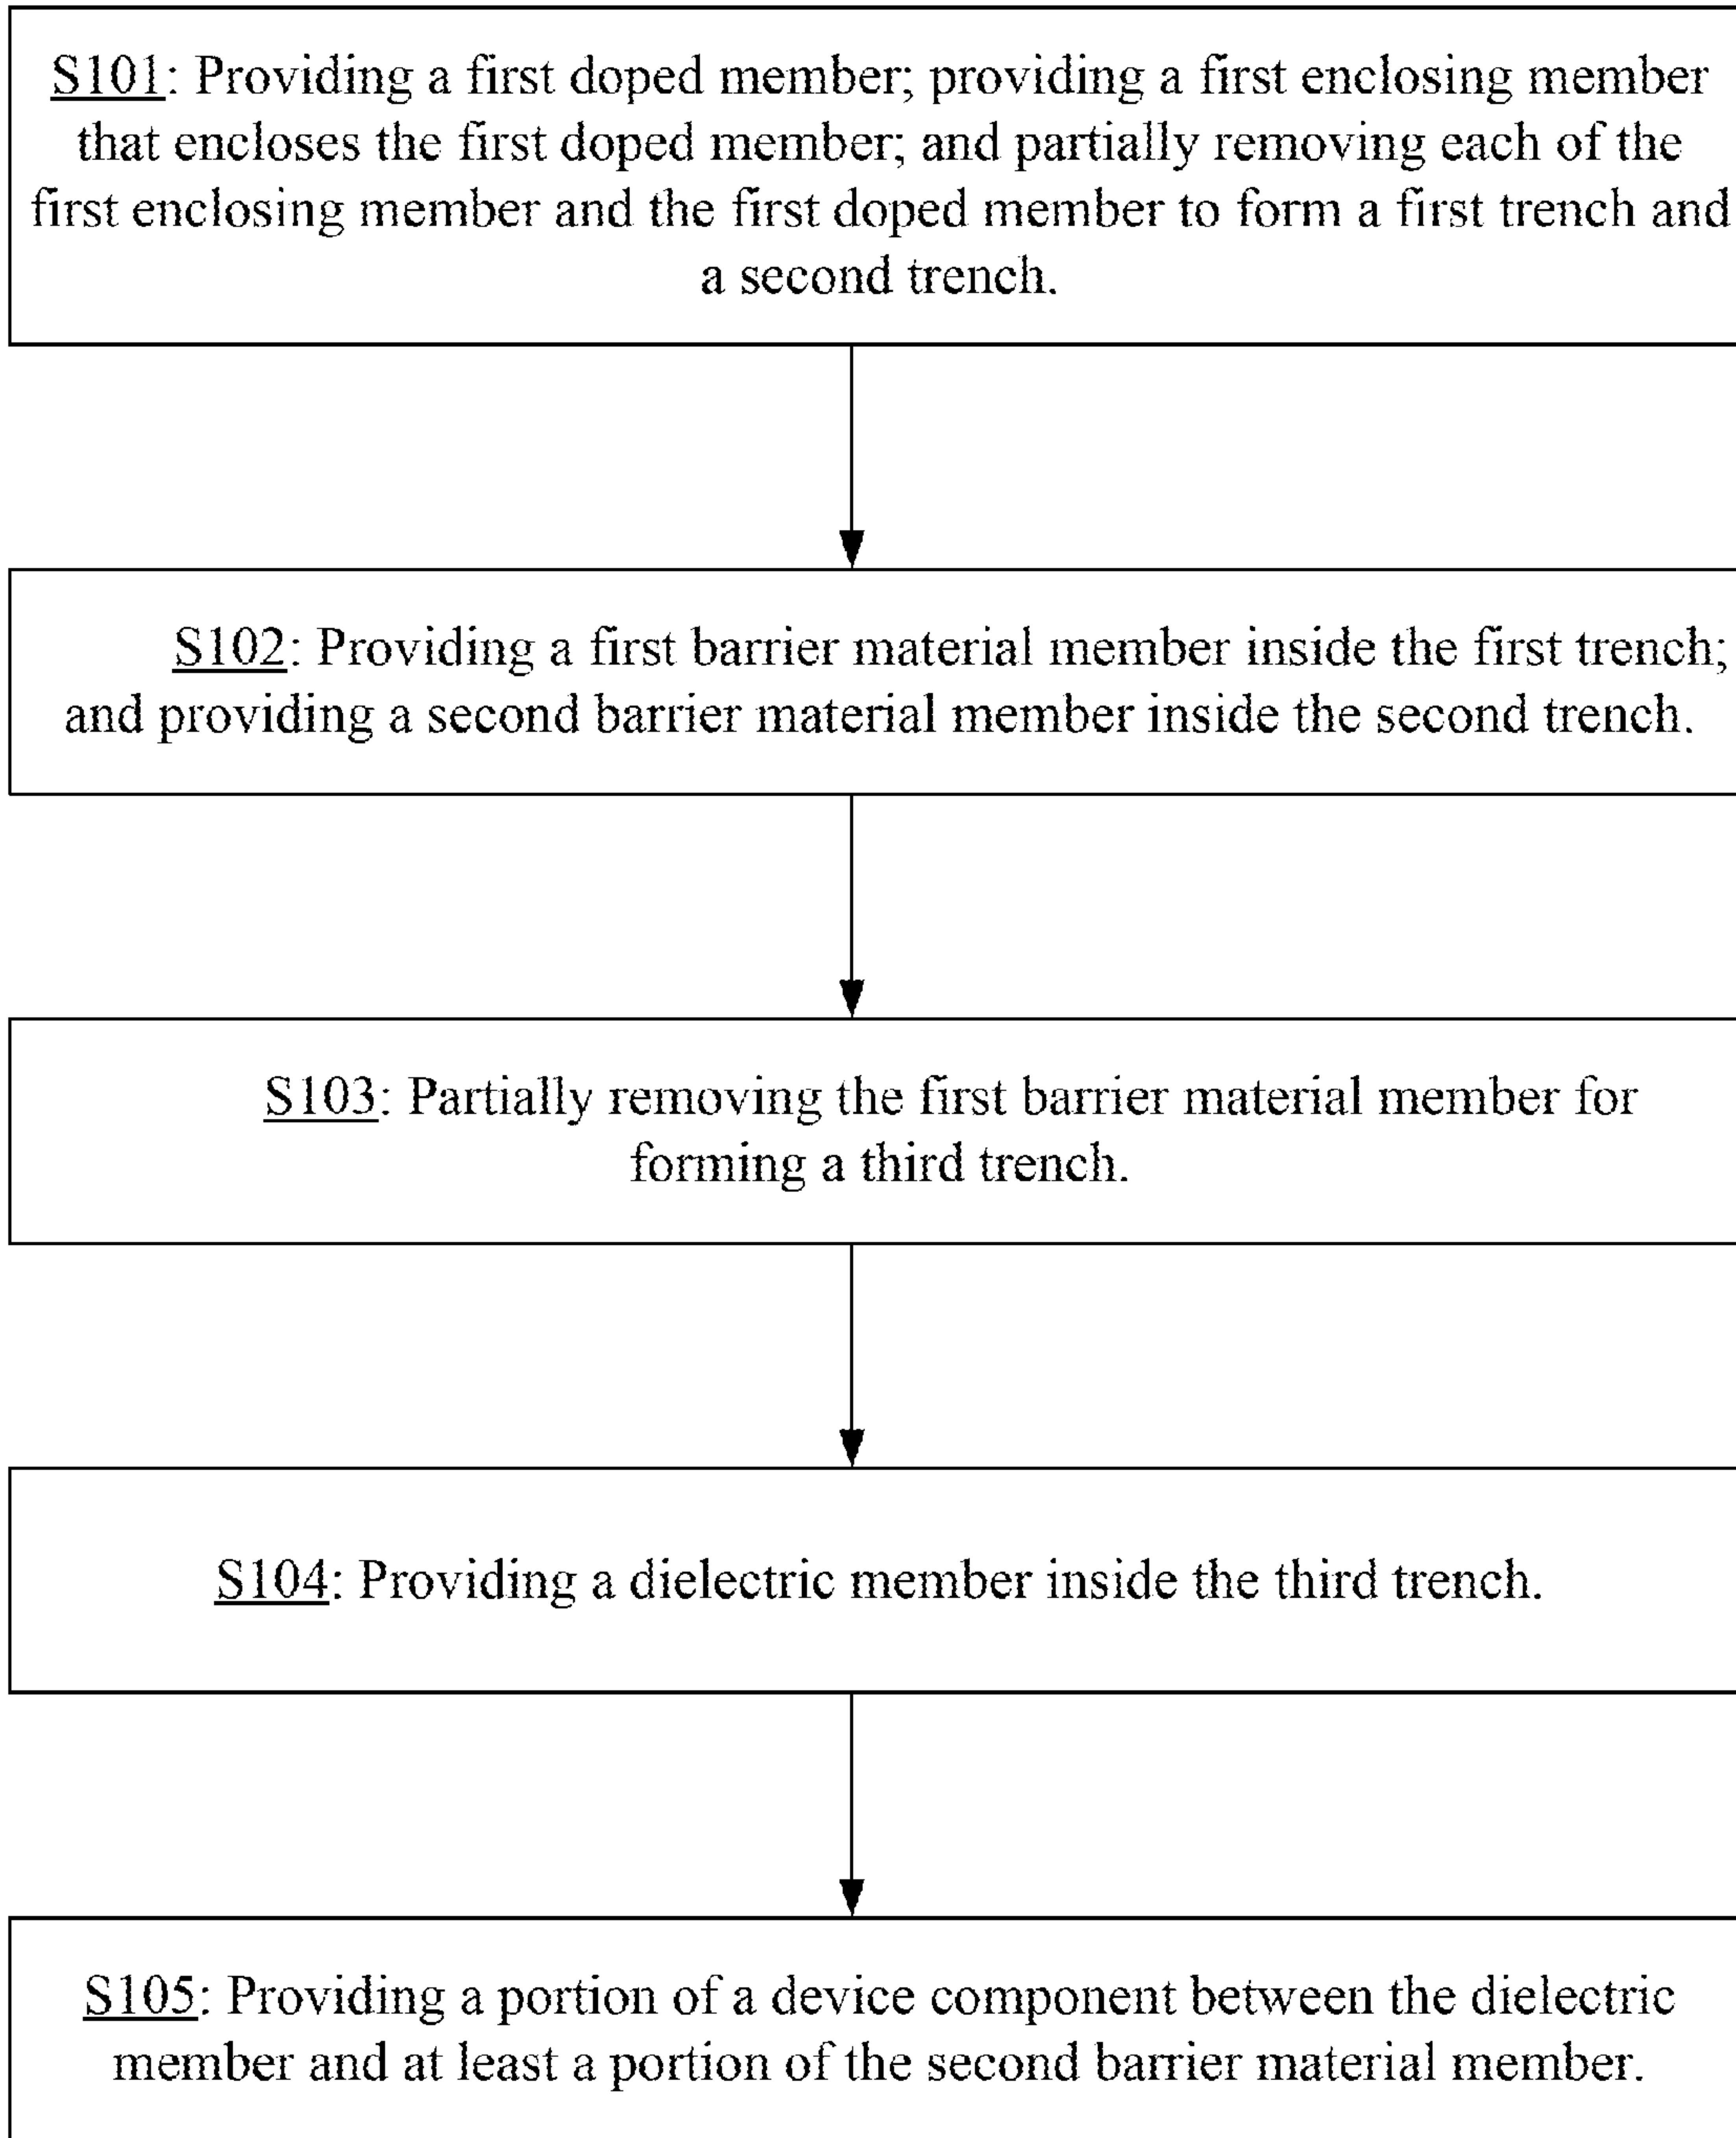 S101: Providing a first doped member; providing a first enclosing member
that encloses the first doped member; and partially removing each of the
first enclosing member and the first doped member to form a first trench and
a second trench.
S102: Providing a first barrier material member inside the first trench;
and providing a second barrier material member inside the second trench.
S103: Partially removing the first barrier material member for
forming a third trench.
S104: Providing a dielectric member inside the third trench.
S105: Providing a portion of a device component between the dielectric
member and at least a portion of the second barrier material member.